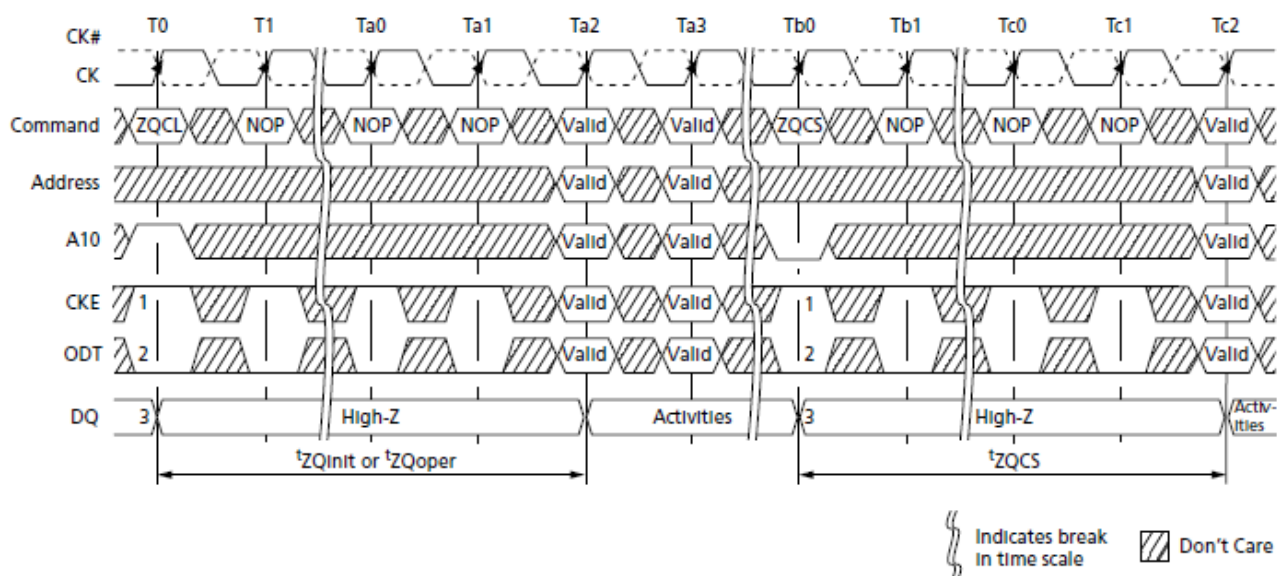 T0 T1 Ta0 Ta1 Ta2 Ta3 Tb0 Tb1 Tc0 Tc1 Tc2
CK#
CK
Command ZQCL NOP NOP NOP Valid Valid ZQCS NOP NOP NOP Valid
Address Valid Valid Valid
A10 Valid Valid Valid
CKE 1 Valid Valid 1 Valid
ODT 2 Valid Valid 2 Valid
DQ 3 High-Z Activities 3 High-Z Activ-
ities
tZQinit or tZQoper tZQCS
Indicates break
in time scale
Don't Care